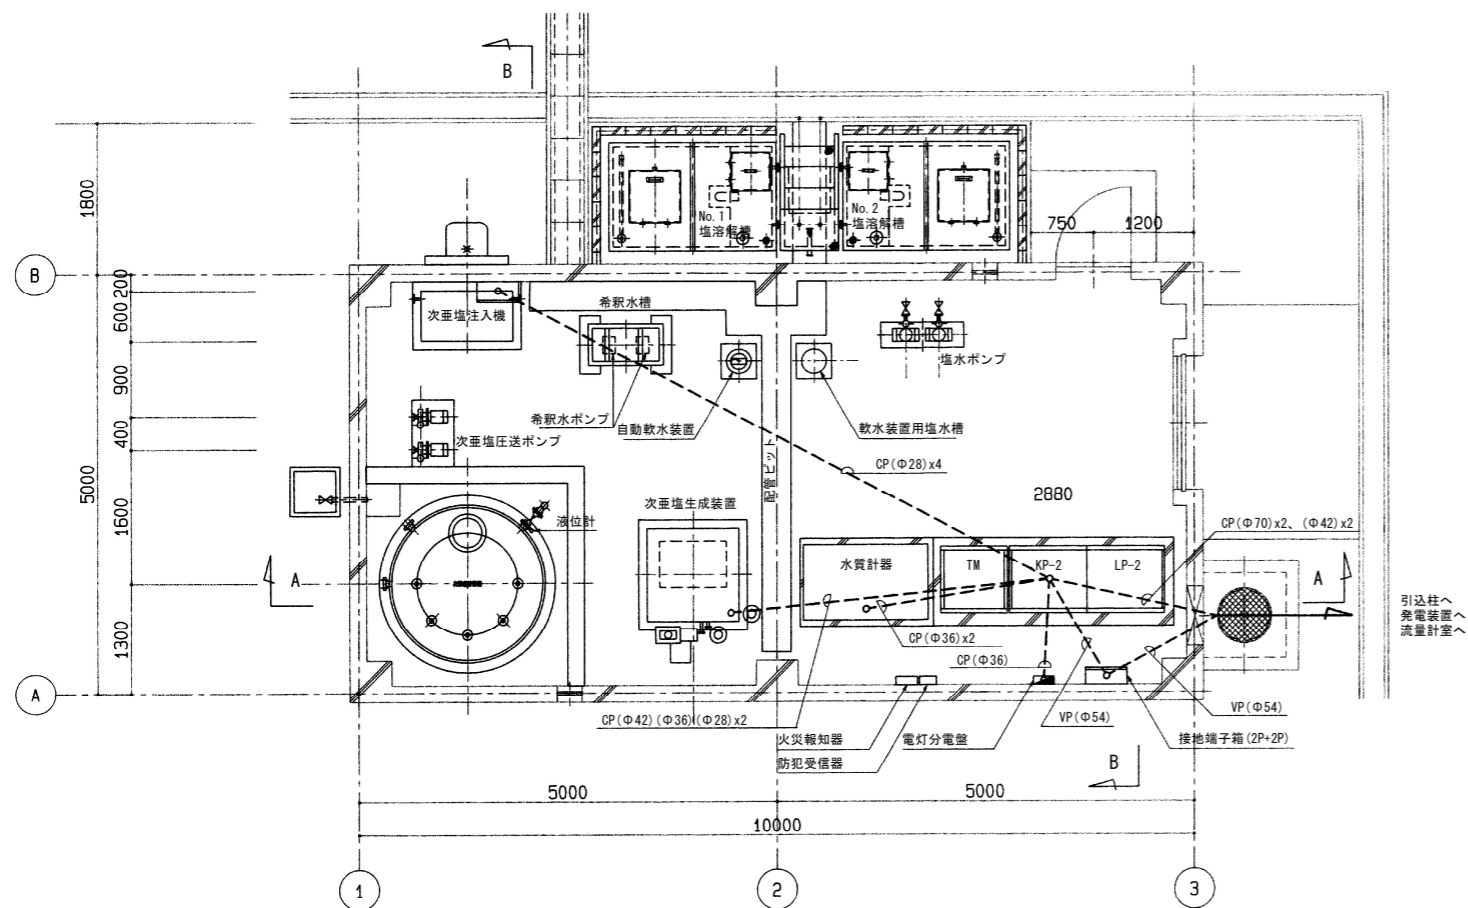 B
1800
No.1
塩溶解槽
No.2
塩溶解槽
750
1200
B
200
600
900
400
1600
1300
5000
次亜塩注入機
希釈水槽
塩水ポンプ
希釈水ポンプ
自動軟水装置
軟水装置用塩水槽
次亜塩圧送ポンプ
CP(Φ28)x4
配管ピット
2880
次亜塩生成装置
液位計
CP(Φ70)x2、(Φ42)x2
A
水質計器
TM
KP-2
LP-2
A
引込柱へ
発電装置へ
流量計室へ
CP(Φ36)x2
CP(Φ36)
A
CP(Φ42)(Φ36)(Φ28)x2
VP(Φ54)
VP(Φ54)
火災報知器
電灯分電盤
接地端子箱(2P+2P)
防犯受信器
B
5000
5000
10000
1
2
3